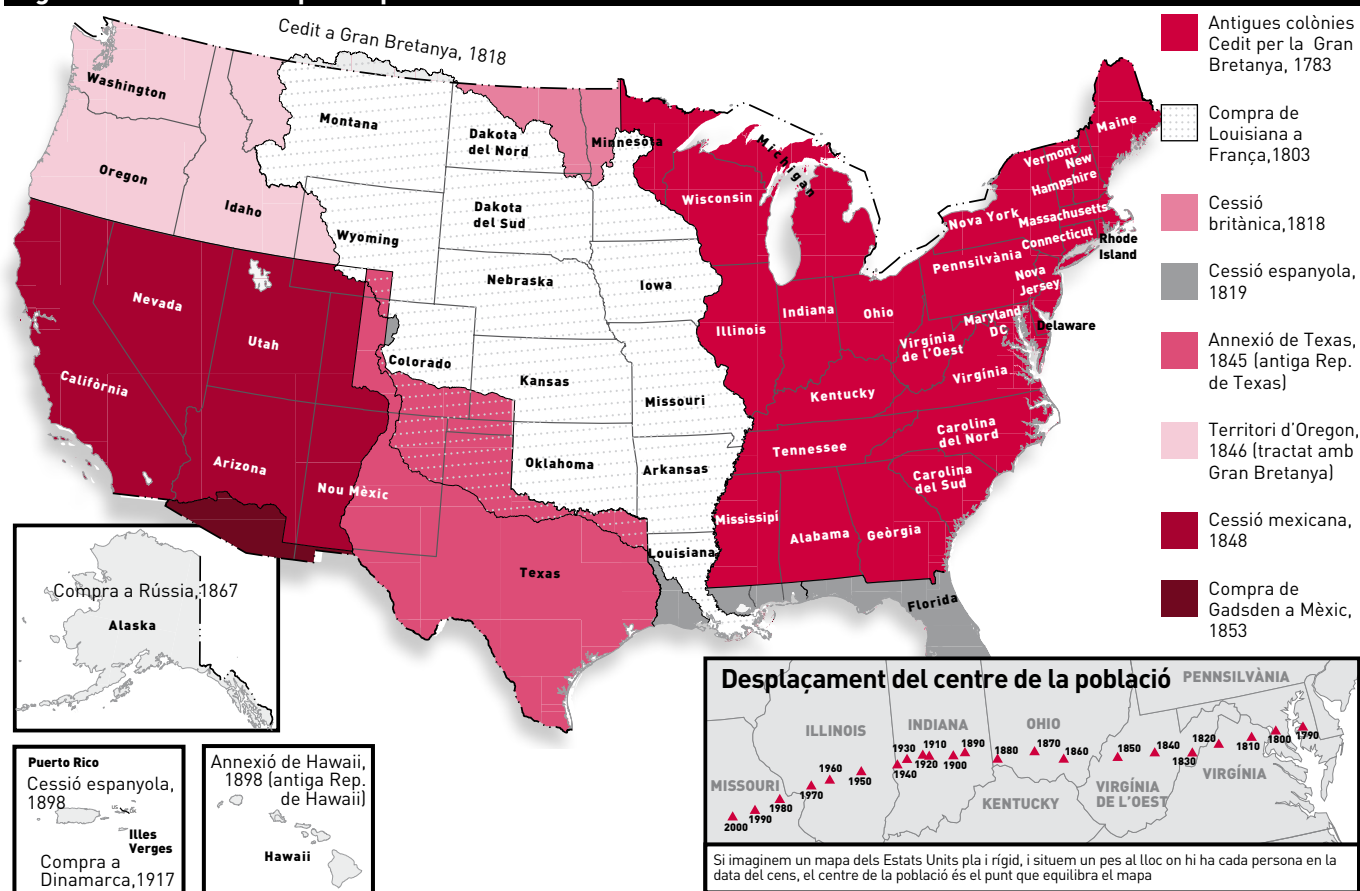 Cedit a Gran Bretanya, 1818
Washington
Oregon
Idaho
Montana
Wyoming
Dakota
del Nord
Dakota
del Sud
Minnesota
Nebraska
Iowa
Nevada
Utah
Califòrnia
Colorado
Kansas
Missouri
Arizona
Nou Mèxic
Oklahoma
Arkansas
Texas
Louisiana
Wisconsin
Michigan
Illinois
Indiana
Ohio
Kentucky
Tennessee
Mississipí
Alabama
Geòrgia
Florida
Carolina
del Nord
Carolina
del Sud
Virgínia
Virgínia
de l'Oest
Maryland
DC
Delaware
Pennsilvània
Nova
Jersey
Nova York
Connecticut
Rhode
Island
Massachusetts
Vermont
New
Hampshire
Maine
Antigues colònies
Cedit per la Gran
Bretanya, 1783
Compra de
Louisiana a
França,1803
Cessió
britànica,1818
Cessió espanyola,
1819
Annexió de Texas,
1845 (antiga Rep.
de Texas)
Territori d'Oregon,
1846 (tractat amb
Gran Bretanya)
Cessió mexicana,
1848
Compra de
Gadsden a Mèxic,
1853
Compra a Rússia,1867
Alaska
Puerto Rico
Cessió espanyola,
1898
Illes
Verges
Compra a
Dinamarca,1917
Annexió de Hawaii,
1898 (antiga Rep.
de Hawaii)
Hawaii
Desplaçament del centre de la població
PENNSILVÀNIA
ILLINOIS
INDIANA
OHIO
MISSOURI
KENTUCKY
VIRGÍNIA
DE L'OEST
VIRGÍNIA
2000
1990
1980
1970
1960
1950
1940
1930
1920
1910
1900
1890
1880
1870
1860
1850
1840
1830
1820
1810
1800
1790
Si imaginem un mapa dels Estats Units pla i rígid, i situem un pes al lloc on hi ha cada persona en la
data del cens, el centre de la població és el punt que equilibra el mapa